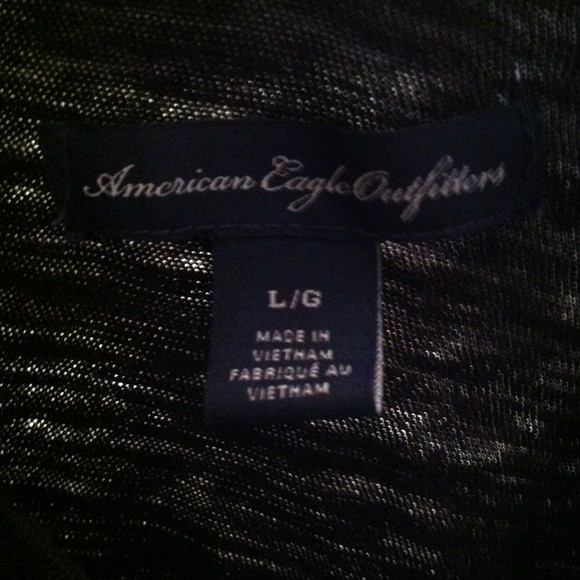 American Eagle Outfitters
L/G
MADE IN
VIETNAM
FABRIQUÉ AU
VIETNAM